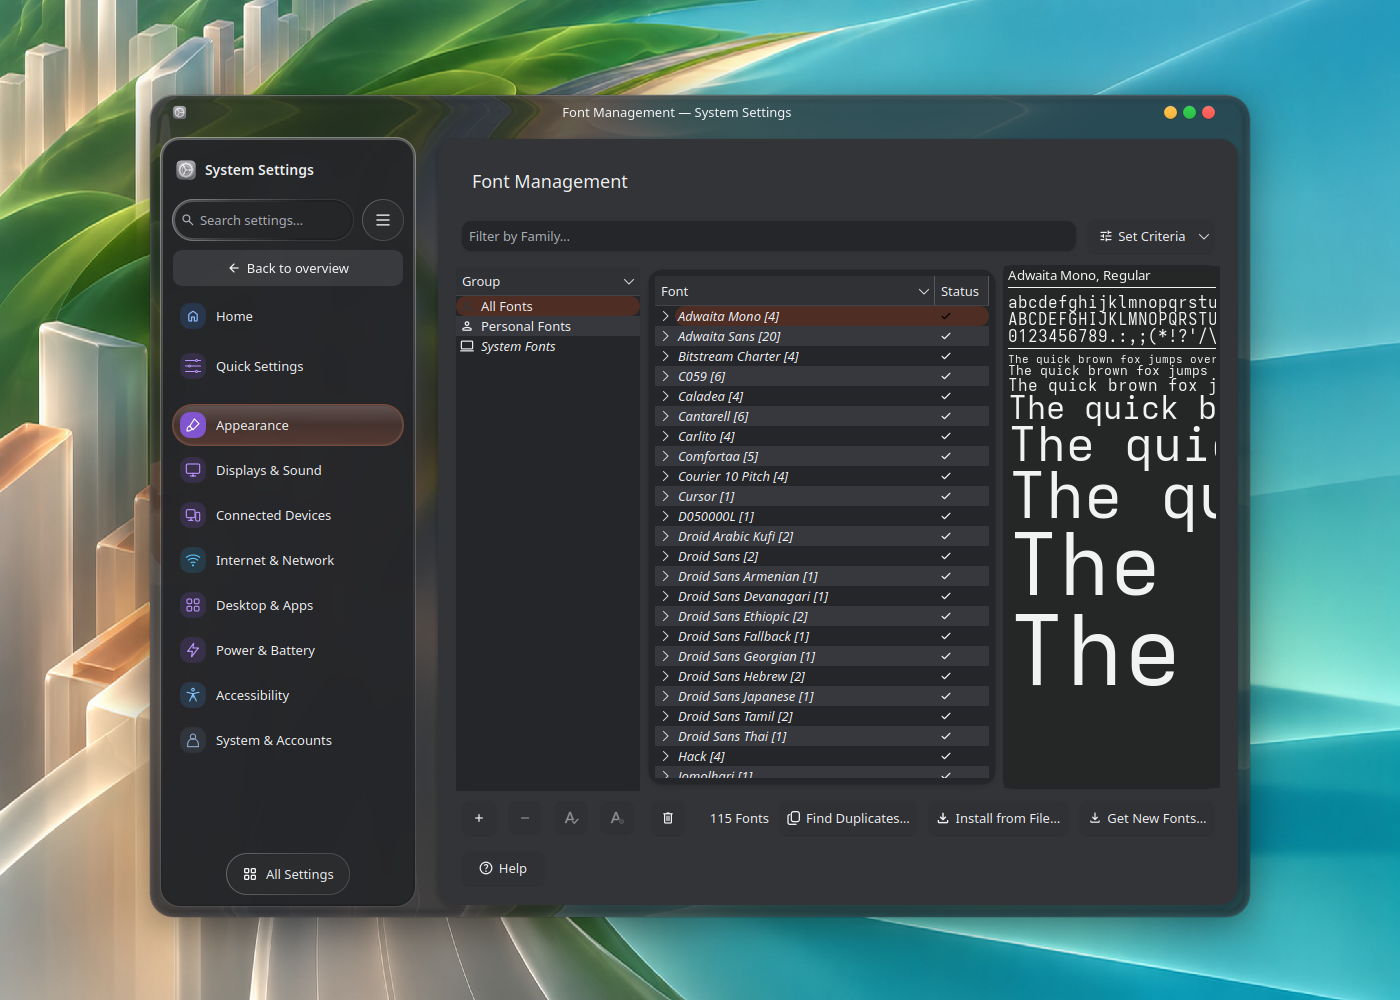 Font Management — System Settings
System Settings
Search settings...
Back to overview
Home
Quick Settings
Appearance
Displays & Sound
Connected Devices
Internet & Network
Desktop & Apps
Power & Battery
Accessibility
System & Accounts
All Settings
Font Management
Filter by Family...
Set Criteria
Group
All Fonts
Personal Fonts
System Fonts
Font Status
Adwaita Mono [4]
Adwaita Sans [20]
Bitstream Charter [4]
C059 [6]
Caladea [4]
Cantarell [6]
Carlito [4]
Comfortaa [5]
Courier 10 Pitch [4]
Cursor [1]
D050000L [1]
Droid Arabic Kufi [2]
Droid Sans [2]
Droid Sans Armenian [1]
Droid Sans Devanagari [1]
Droid Sans Ethiopic [2]
Droid Sans Fallback [1]
Droid Sans Georgian [1]
Droid Sans Hebrew [2]
Droid Sans Japanese [1]
Droid Sans Tamil [2]
Droid Sans Thai [1]
Hack [4]
Jomolhari [1]
Adwaita Mono, Regular
abcdefghijklmnopqrstu
ABCDEFGHIJKLMNOPQRSTU
0123456789.:,;(*!?'/\
The quick brown fox jumps over
The quick brown fox jumps
The quick brown fox j
The quick b
The qui
The qu
The
The
115 Fonts
Find Duplicates...
Install from File...
Get New Fonts...
Help